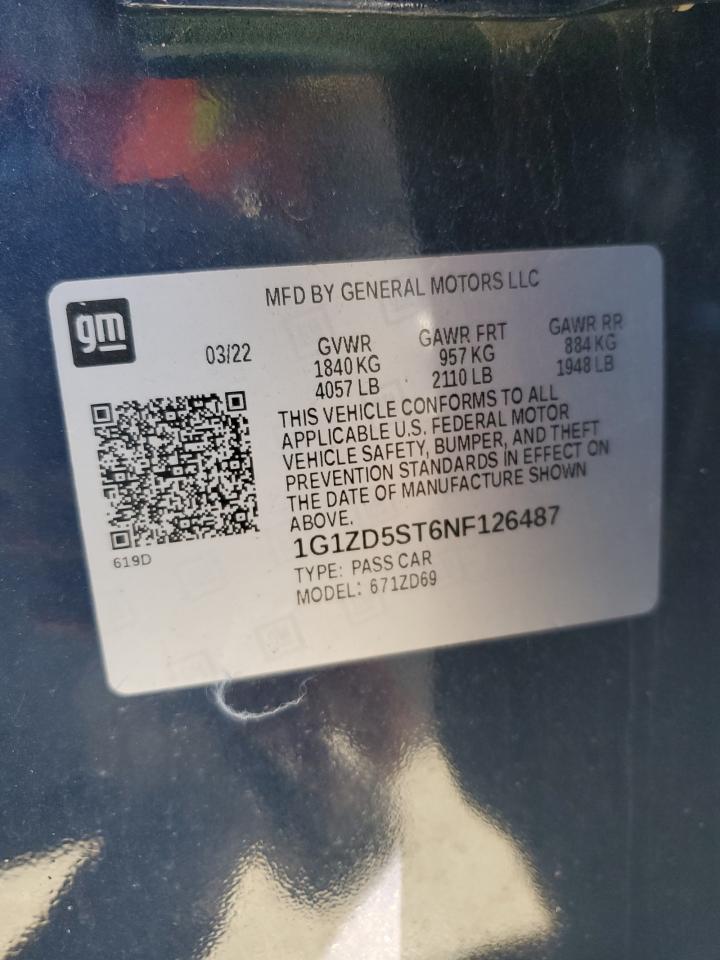 gm
MFD BY GENERAL MOTORS LLC
03/22
GVWR
1840 KG
4057 LB
GAWR FRT
957 KG
2110 LB
GAWR RR
884 KG
1948 LB
THIS VEHICLE CONFORMS TO ALL
APPLICABLE U.S. FEDERAL MOTOR
VEHICLE SAFETY, BUMPER, AND THEFT
PREVENTION STANDARDS IN EFFECT ON
THE DATE OF MANUFACTURE SHOWN
ABOVE.
619D
1G1ZD5ST6NF126487
TYPE: PASS CAR
MODEL: 671ZD69